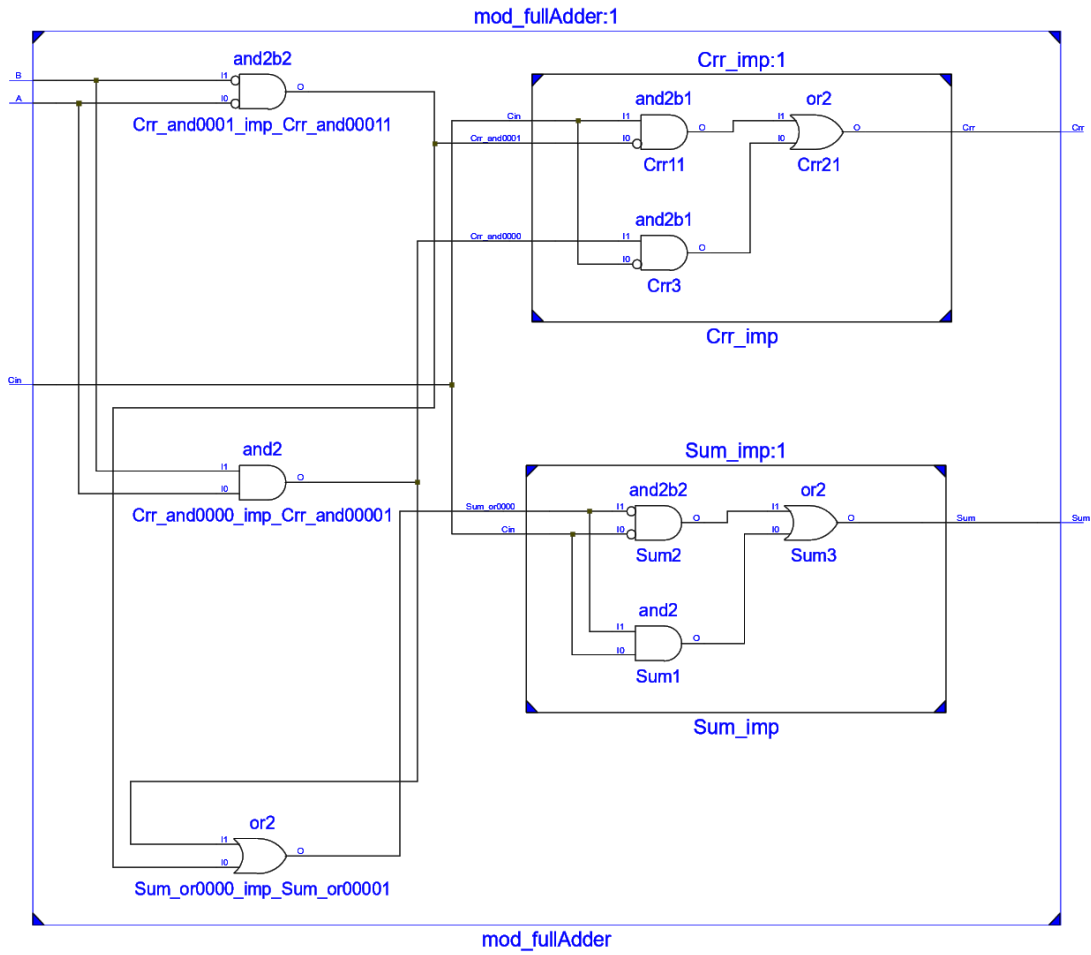 mod_fullAdder:1
B
A
Cin
and2b2
I1
I0
O
Crr_and0001_imp_Crr_and00011
Crr_imp:1
Cin
Crr_and0001
and2b1
I1
I0
O
Crr11
or2
I1
I0
O
Crr21
Crr
Crr
Crr_and0000
and2b1
I1
I0
O
Crr3
Crr_imp
and2
I1
I0
O
Crr_and0000_imp_Crr_and00001
Sum_imp:1
Sum_or0000
Cin
and2b2
I1
I0
O
Sum2
or2
I1
I0
O
Sum3
Sum
Sum
and2
I1
I0
O
Sum1
Sum_imp
or2
I1
I0
O
Sum_or0000_imp_Sum_or00001
mod_fullAdder